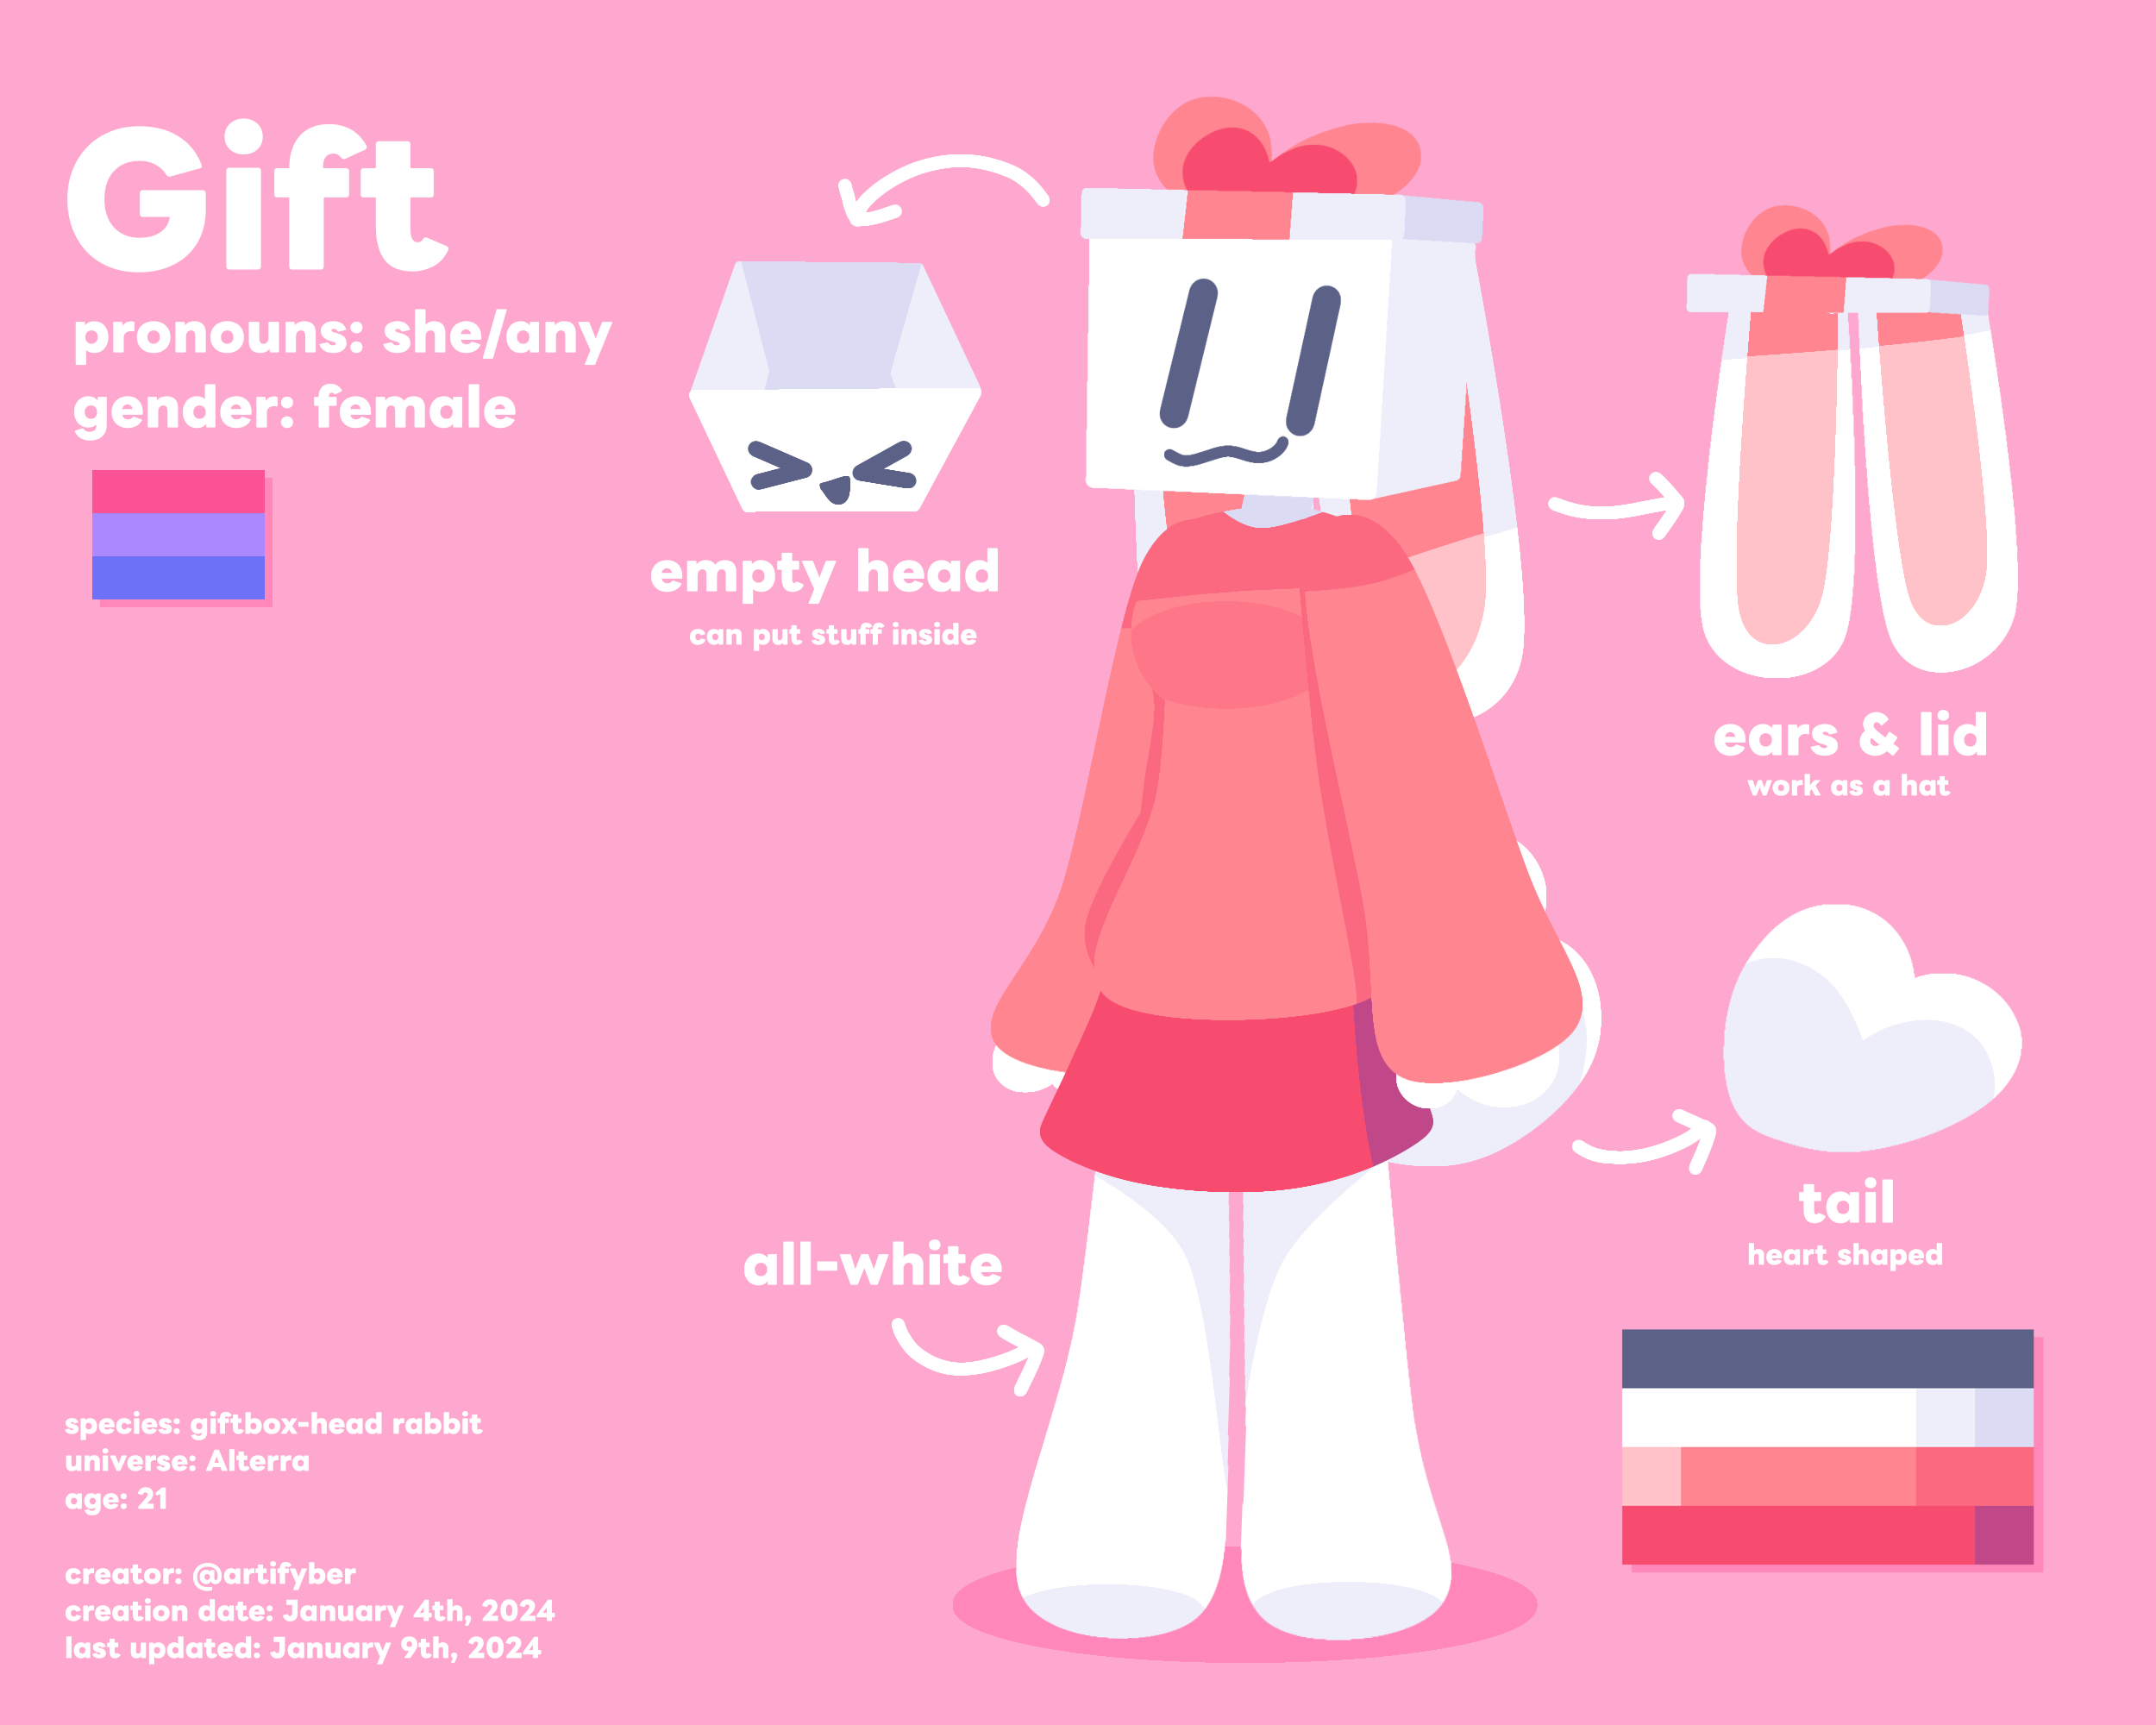 Gift
pronouns: she/any
gender: female
empty head
can put stuff inside
ears & lid
work as a hat
tail
heart shaped
all-white
species: giftbox-head rabbit
universe: Alterra
age: 21
creator: @artifyber
creation date: January 4th, 2024
last updated: January 9th, 2024